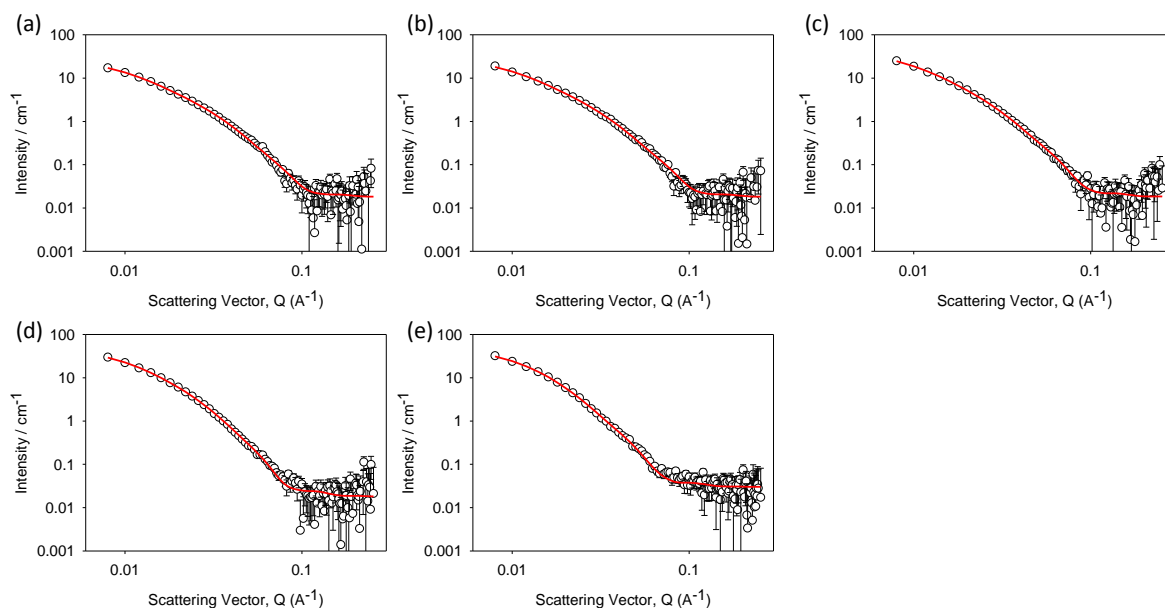 (a)
100
10
1
0.1
0.01
0.001
Intensity / cm⁻¹
0.01 0.1
Scattering Vector, Q (A⁻¹)
(b)
100
10
1
0.1
0.01
0.001
Intensity / cm⁻¹
0.01 0.1
Scattering Vector, Q (A⁻¹)
(c)
100
10
1
0.1
0.01
0.001
Intensity / cm⁻¹
0.01 0.1
Scattering Vector, Q (A⁻¹)
(d)
100
10
1
0.1
0.01
0.001
Intensity / cm⁻¹
0.01 0.1
Scattering Vector, Q (A⁻¹)
(e)
100
10
1
0.1
0.01
0.001
Intensity / cm⁻¹
0.01 0.1
Scattering Vector, Q (A⁻¹)